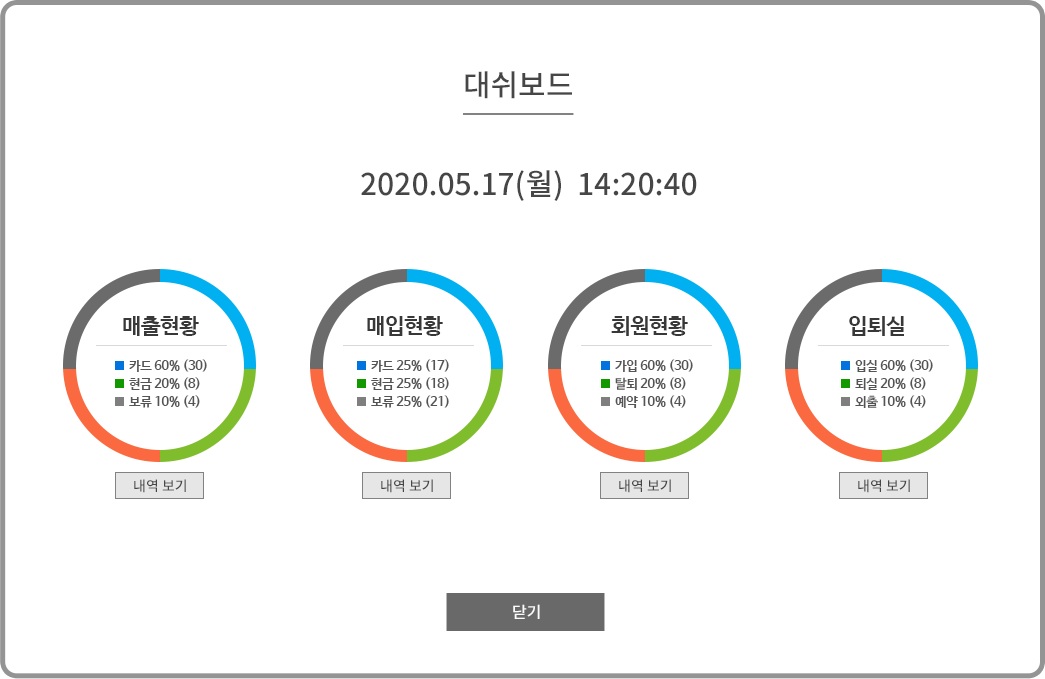 대쉬보드
2020.05.17(월) 14:20:40
매출현황
카드 60% (30)
현금 20% (8)
보류 10% (4)
내역 보기
매입현황
카드 25% (17)
현금 25% (18)
보류 25% (21)
내역 보기
회원현황
가입 60% (30)
탈퇴 20% (8)
예약 10% (4)
내역 보기
입퇴실
입실 60% (30)
퇴실 20% (8)
외출 10% (4)
내역 보기
닫기